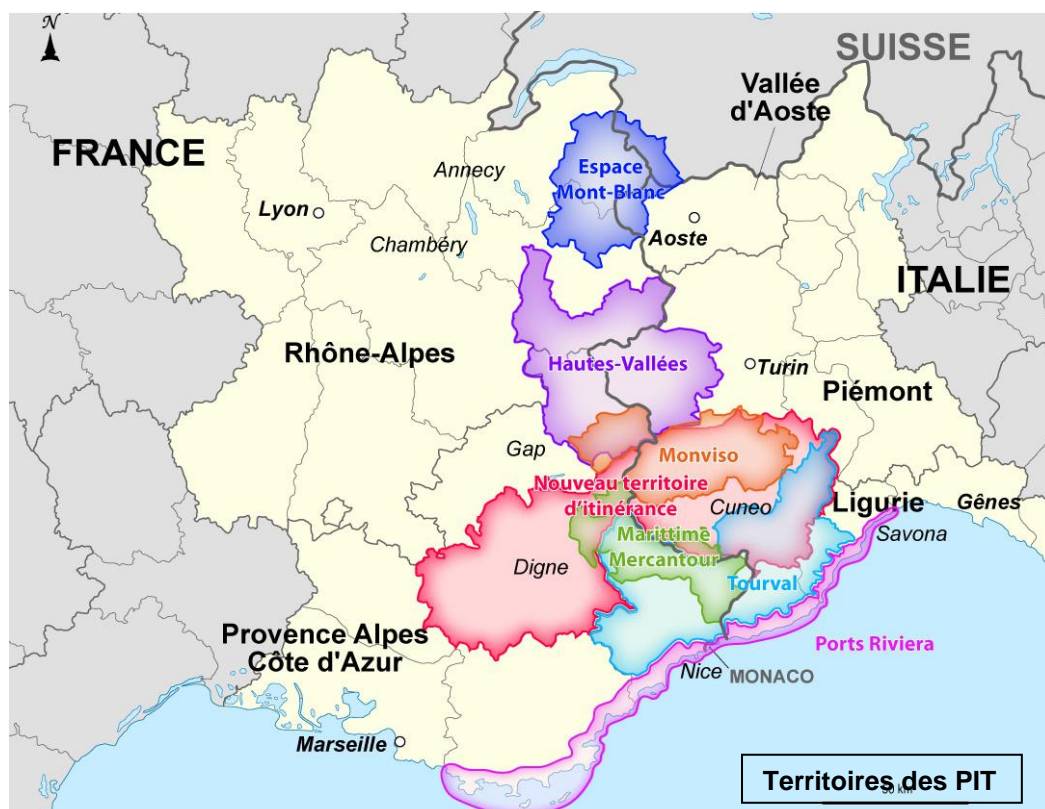 N
SUISSE
Vallée
d'Aoste
FRANCE
Annecy
Espace
Mont-Blanc
Lyon
Aoste
Chambéry
ITALIE
Rhône-Alpes
Hautes-Vallées
Turin
Piémont
Gap
Monviso
Nouveau territoire
d'itinérance
Cuneo
Ligurie
Gênes
Savona
Marittime
Mercantour
Digne
Tourval
Provence Alpes
Côte d'Azur
Ports Riviera
Nice
MONACO
Marseille
Territoires des PIT
50 km